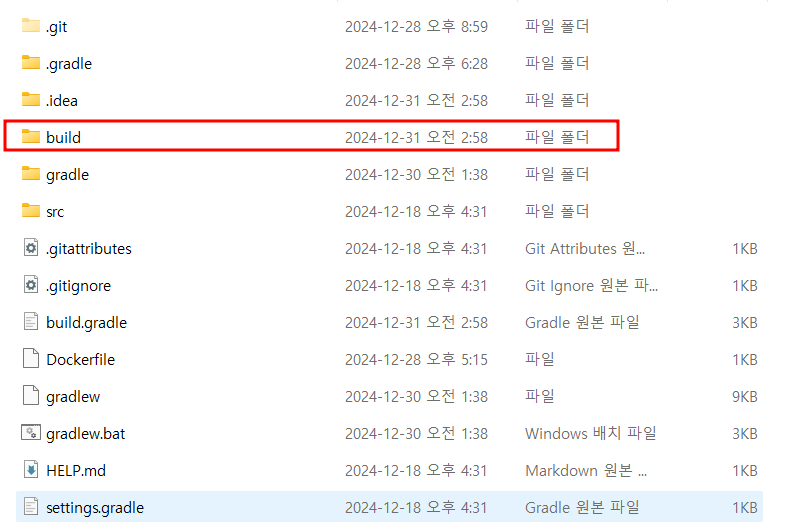 .git 2024-12-28 오후 8:59 파일 폴더
.gradle 2024-12-28 오후 6:28 파일 폴더
.idea 2024-12-31 오전 2:58 파일 폴더
build 2024-12-31 오전 2:58 파일 폴더
gradle 2024-12-30 오전 1:38 파일 폴더
src 2024-12-18 오후 4:31 파일 폴더
.gitattributes 2024-12-18 오후 4:31 Git Attributes 원... 1KB
.gitignore 2024-12-18 오후 4:31 Git Ignore 원본 파... 1KB
build.gradle 2024-12-31 오전 2:58 Gradle 원본 파일 3KB
Dockerfile 2024-12-28 오후 5:15 파일 1KB
gradlew 2024-12-30 오전 1:38 파일 9KB
gradlew.bat 2024-12-30 오전 1:38 Windows 배치 파일 3KB
HELP.md 2024-12-18 오후 4:31 Markdown 원본 ... 1KB
settings.gradle 2024-12-18 오후 4:31 Gradle 원본 파일 1KB